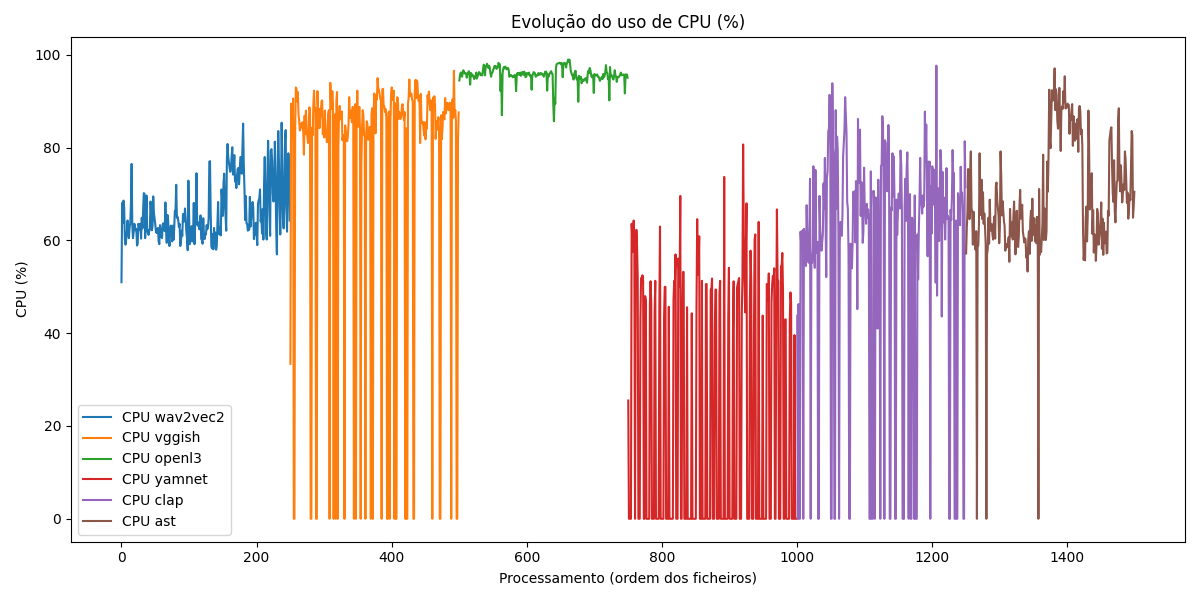 Evolução do uso de CPU (%)
CPU (%)
100
80
60
40
20
0
CPU wav2vec2
CPU vggish
CPU openl3
CPU yamnet
CPU clap
CPU ast
0 200 400 600 800 1000 1200 1400
Processamento (ordem dos ficheiros)